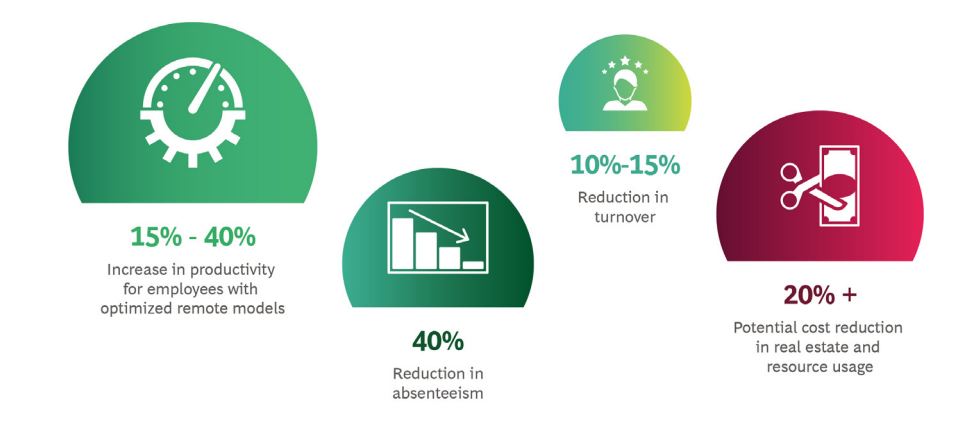 15% - 40%
Increase in productivity
for employees with
optimized remote models
40%
Reduction in
absenteeism
10%-15%
Reduction in
turnover
20% +
Potential cost reduction
in real estate and
resource usage